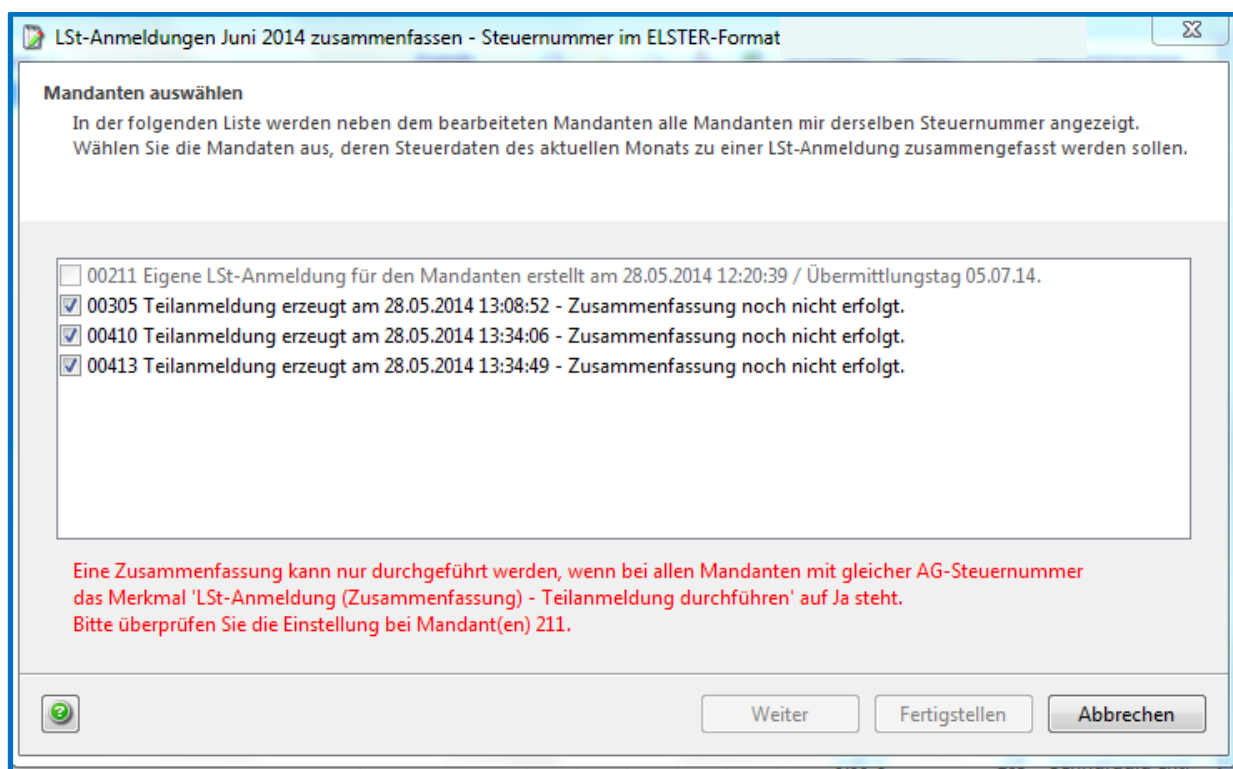 LSt-Anmeldungen Juni 2014 zusammenfassen - Steuernummer im ELSTER-Format
Mandanten auswählen
In der folgenden Liste werden neben dem bearbeiteten Mandanten alle Mandanten mir derselben Steuernummer angezeigt.
Wählen Sie die Mandaten aus, deren Steuerdaten des aktuellen Monats zu einer LSt-Anmeldung zusammengefasst werden sollen.
00211 Eigene LSt-Anmeldung für den Mandanten erstellt am 28.05.2014 12:20:39 / Übermittlungstag 05.07.14.
00305 Teilanmeldung erzeugt am 28.05.2014 13:08:52 - Zusammenfassung noch nicht erfolgt.
00410 Teilanmeldung erzeugt am 28.05.2014 13:34:06 - Zusammenfassung noch nicht erfolgt.
00413 Teilanmeldung erzeugt am 28.05.2014 13:34:49 - Zusammenfassung noch nicht erfolgt.
Eine Zusammenfassung kann nur durchgeführt werden, wenn bei allen Mandanten mit gleicher AG-Steuernummer
das Merkmal 'LSt-Anmeldung (Zusammenfassung) - Teilanmeldung durchführen' auf Ja steht.
Bitte überprüfen Sie die Einstellung bei Mandant(en) 211.
Weiter
Fertigstellen
Abbrechen